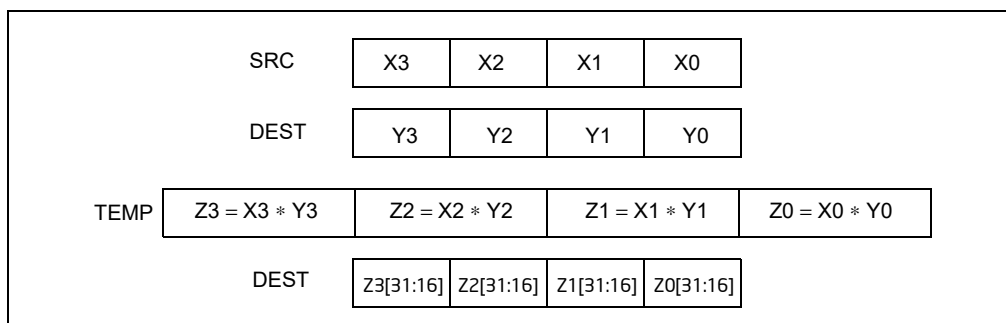 SRC X3 X2 X1 X0
DEST Y3 Y2 Y1 Y0
TEMP Z3 = X3 ∗ Y3 Z2 = X2 ∗ Y2 Z1 = X1 ∗ Y1 Z0 = X0 ∗ Y0
DEST Z3[31:16] Z2[31:16] Z1[31:16] Z0[31:16]